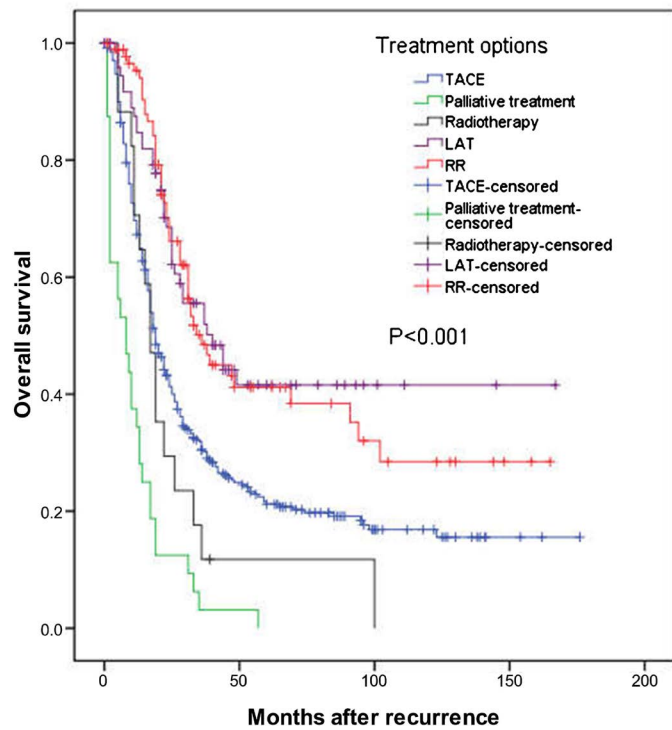 Treatment options
TACE
Palliative treatment
Radiotherapy
LAT
RR
TACE-censored
Palliative treatment-
censored
Radiotherapy-censored
LAT-censored
RR-censored
P<0.001
Overall survival
1.0
0.8
0.6
0.4
0.2
0.0
0 50 100 150 200
Months after recurrence